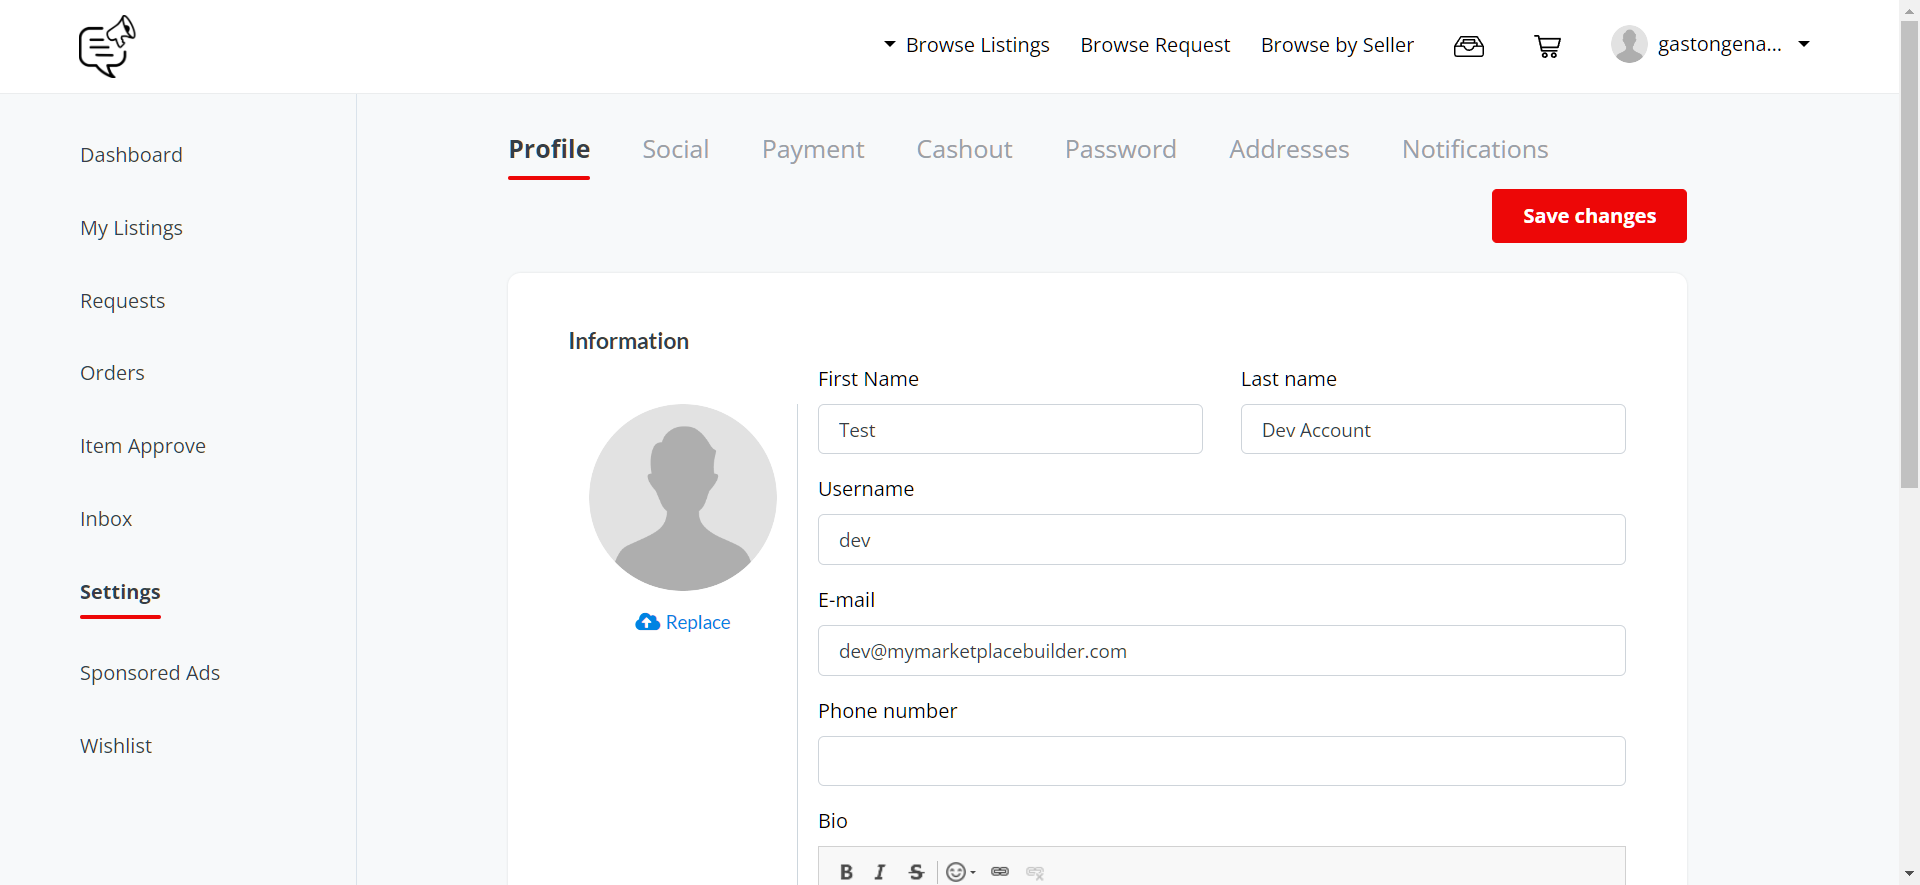 Browse Listings Browse Request Browse by Seller gastongena...
Dashboard
My Listings
Requests
Orders
Item Approve
Inbox
Settings
Sponsored Ads
Wishlist
Profile Social Payment Cashout Password Addresses Notifications
Save changes
Information
First Name Last name
Test Dev Account
Replace
Username
dev
E-mail
dev@mymarketplacebuilder.com
Phone number
Bio
B I S